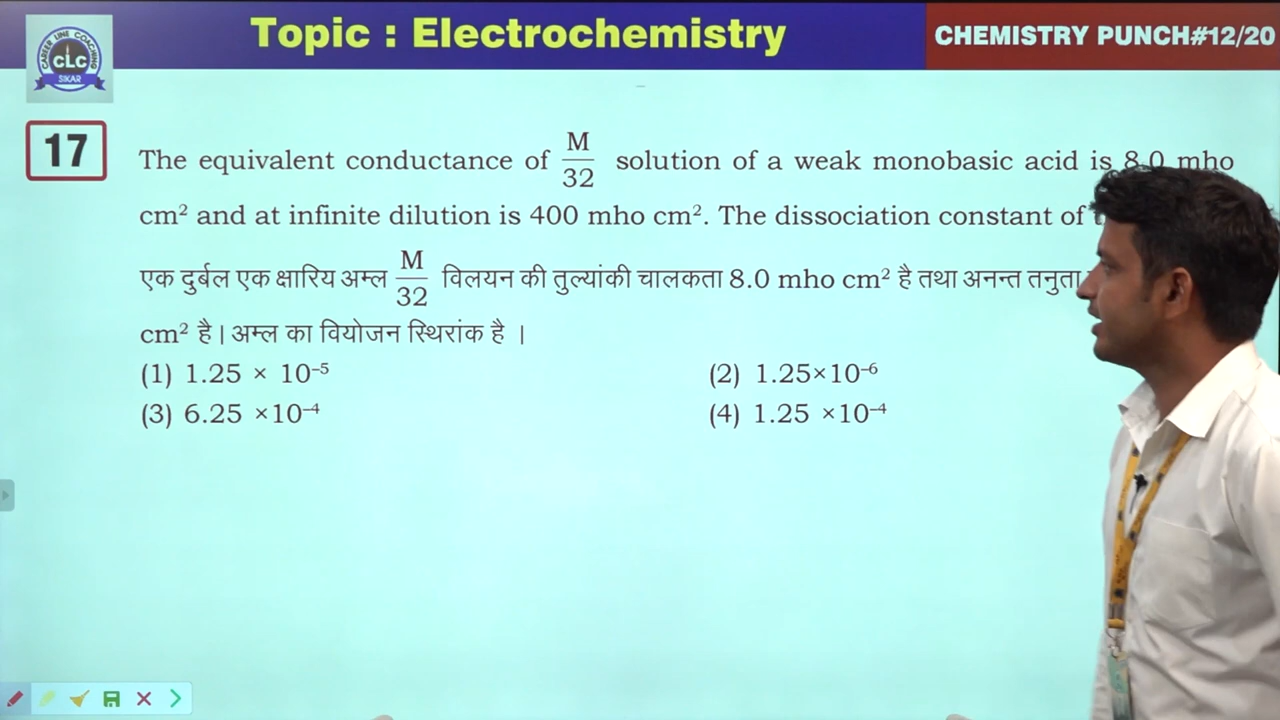 Topic : Electrochemistry
CHEMISTRY PUNCH#12/20
CAREER LINE COACHING
CLC
SIKAR
17
The equivalent conductance of M/32 solution of a weak monobasic acid is 8.0 mho
cm² and at infinite dilution is 400 mho cm². The dissociation constant of
एक दुर्बल एक क्षारिय अम्ल M/32 विलयन की तुल्यांकी चालकता 8.0 mho cm² है तथा अनन्त तनुता
cm² है। अम्ल का वियोजन स्थिरांक है ।
(1) 1.25 × 10⁻⁵
(2) 1.25×10⁻⁶
(3) 6.25 ×10⁻⁴
(4) 1.25 ×10⁻⁴